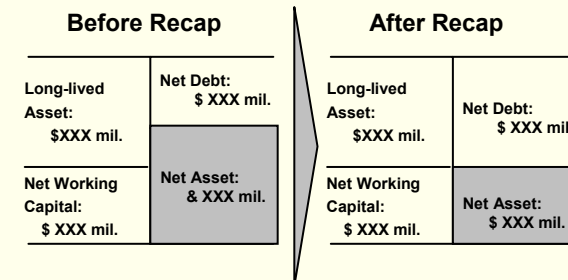 Before Recap
Long-lived
Asset:
$XXX mil.
Net Working
Capital:
$ XXX mil.
Net Debt:
$ XXX mil.
Net Asset:
& XXX mil.
After Recap
Long-lived
Asset:
$XXX mil.
Net Working
Capital:
$ XXX mil.
Net Debt:
$ XXX mil
Net Asset:
$ XXX mil.